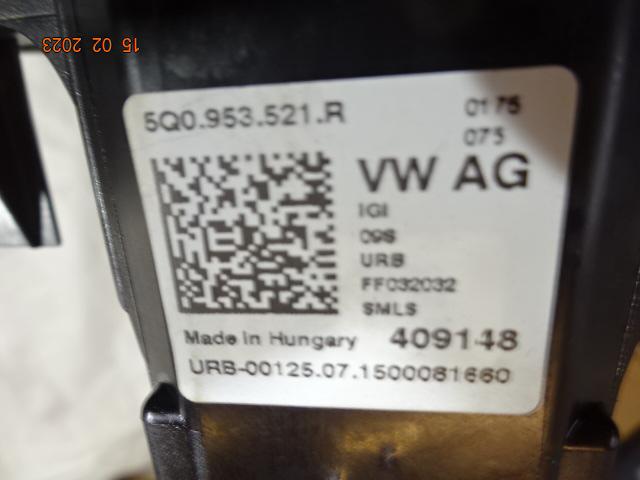 15 02 2023
5Q0.953.521.R
0175
075
VW AG
IGI
09S
URB
FF032032
SMLS
Made in Hungary 409148
URB-00125.07.1500081660